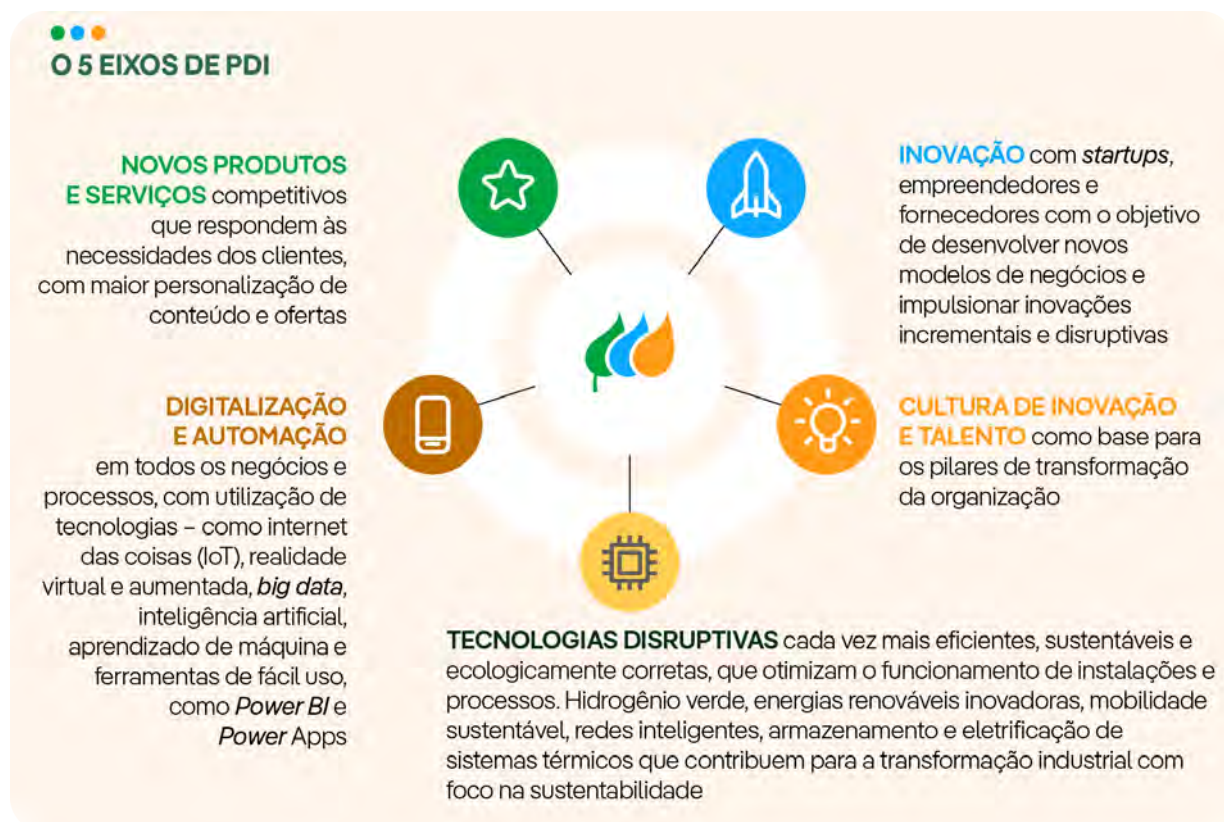 O 5 EIXOS DE PDI
NOVOS PRODUTOS
E SERVIÇOS competitivos
que respondem às
necessidades dos clientes,
com maior personalização de
conteúdo e ofertas
INOVAÇÃO com startups,
empreendedores e
fornecedores com o objetivo
de desenvolver novos
modelos de negócios e
impulsionar inovações
incrementais e disruptivas
DIGITALIZAÇÃO
E AUTOMAÇÃO
em todos os negócios e
processos, com utilização de
tecnologias – como internet
das coisas (IoT), realidade
virtual e aumentada, big data,
inteligência artificial,
aprendizado de máquina e
ferramentas de fácil uso,
como Power BI e
Power Apps
CULTURA DE INOVAÇÃO
E TALENTO como base para
os pilares de transformação
da organização
TECNOLOGIAS DISRUPTIVAS cada vez mais eficientes, sustentáveis e
ecologicamente corretas, que otimizam o funcionamento de instalações e
processos. Hidrogênio verde, energias renováveis inovadoras, mobilidade
sustentável, redes inteligentes, armazenamento e eletrificação de
sistemas térmicos que contribuem para a transformação industrial com
foco na sustentabilidade